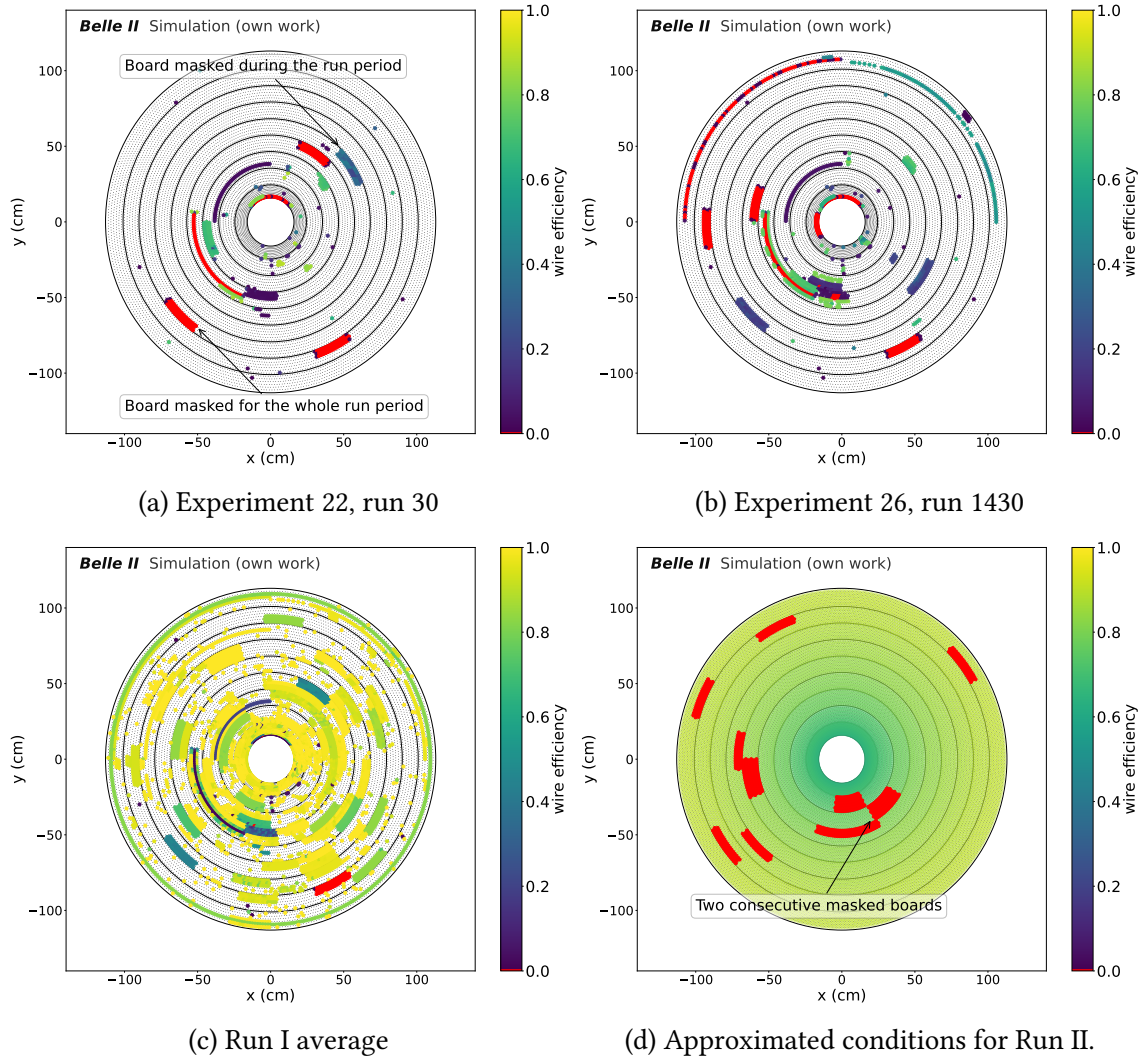 Belle II Simulation (own work)
Board masked during the run period
Board masked for the whole run period
100
50
0
−50
−100
y (cm)
−100
−50
0
50
100
x (cm)
1.0
0.8
0.6
0.4
0.2
0.0
wire efficiency
(a) Experiment 22, run 30
Belle II Simulation (own work)
100
50
0
−50
−100
y (cm)
−100
−50
0
50
100
x (cm)
1.0
0.8
0.6
0.4
0.2
0.0
wire efficiency
(b) Experiment 26, run 1430
Belle II Simulation (own work)
100
50
0
−50
−100
y (cm)
−100
−50
0
50
100
x (cm)
1.0
0.8
0.6
0.4
0.2
0.0
wire efficiency
(c) Run I average
Belle II Simulation (own work)
Two consecutive masked boards
100
50
0
−50
−100
y (cm)
−100
−50
0
50
100
x (cm)
1.0
0.8
0.6
0.4
0.2
0.0
wire efficiency
(d) Approximated conditions for Run II.